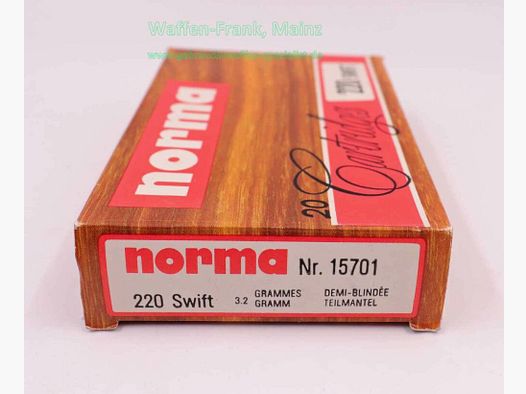 Waffen-Frank, Mainz
norma
20 Cartridges
220 Swift
norma Nr. 15701
220 Swift 3.2 GRAMMES DEMI-BLINDÉE
GRAMM TEILMANTEL